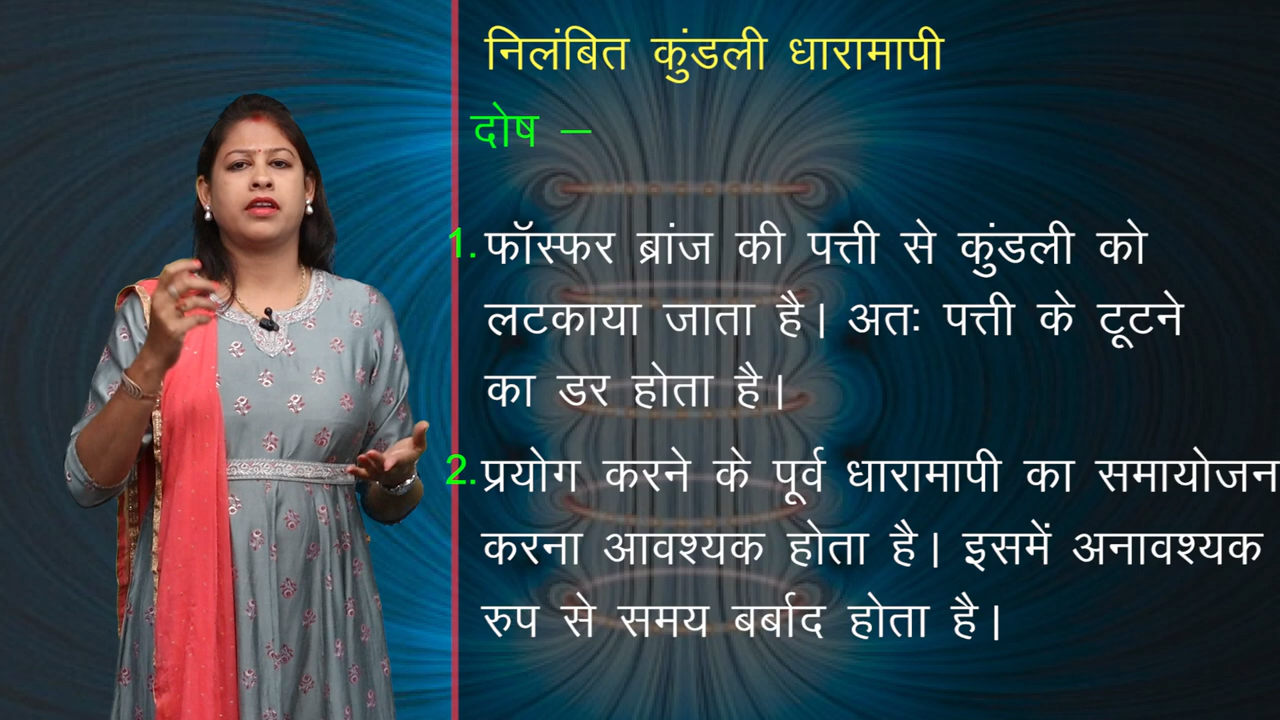 निलंबित कुंडली धारामापी
दोष –
1. फॉस्फर ब्रांज की पत्ती से कुंडली को
लटकाया जाता है। अतः पत्ती के टूटने
का डर होता है।
2. प्रयोग करने के पूर्व धारामापी का समायोजन
करना आवश्यक होता है। इसमें अनावश्यक
रुप से समय बर्बाद होता है।